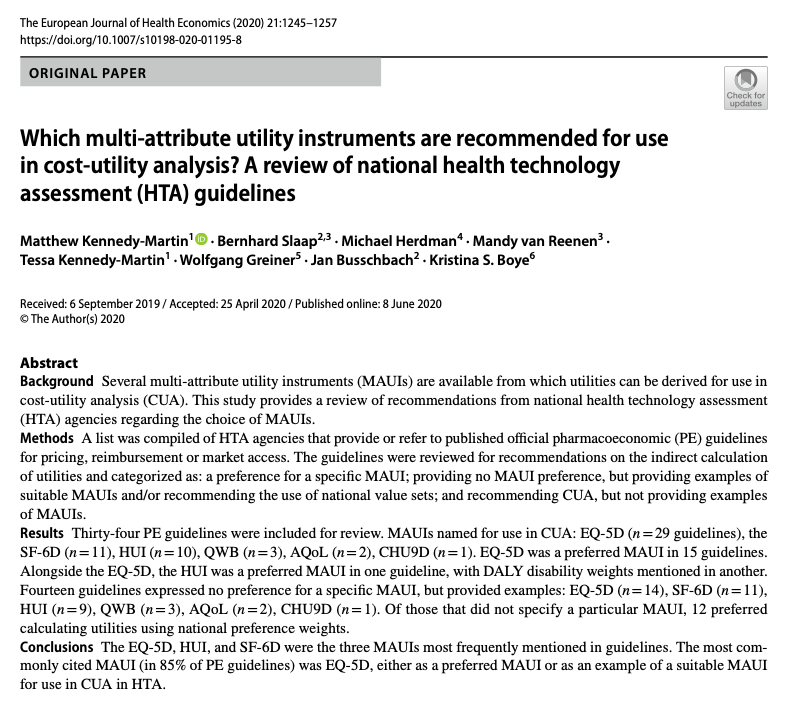 The European Journal of Health Economics (2020) 21:1245–1257
https://doi.org/10.1007/s10198-020-01195-8
ORIGINAL PAPER
Check for
updates
Which multi-attribute utility instruments are recommended for use
in cost-utility analysis? A review of national health technology
assessment (HTA) guidelines
Matthew Kennedy-Martin¹ iD · Bernhard Slaap²,³ · Michael Herdman⁴ · Mandy van Reenen³ ·
Tessa Kennedy-Martin¹ · Wolfgang Greiner⁵ · Jan Busschbach² · Kristina S. Boye⁶
Received: 6 September 2019 / Accepted: 25 April 2020 / Published online: 8 June 2020
© The Author(s) 2020
Abstract
Background Several multi-attribute utility instruments (MAUIs) are available from which utilities can be derived for use in
cost-utility analysis (CUA). This study provides a review of recommendations from national health technology assessment
(HTA) agencies regarding the choice of MAUIs.
Methods A list was compiled of HTA agencies that provide or refer to published official pharmacoeconomic (PE) guidelines
for pricing, reimbursement or market access. The guidelines were reviewed for recommendations on the indirect calculation
of utilities and categorized as: a preference for a specific MAUI; providing no MAUI preference, but providing examples of
suitable MAUIs and/or recommending the use of national value sets; and recommending CUA, but not providing examples
of MAUIs.
Results Thirty-four PE guidelines were included for review. MAUIs named for use in CUA: EQ-5D (n = 29 guidelines), the
SF-6D (n = 11), HUI (n = 10), QWB (n = 3), AQoL (n = 2), CHU9D (n = 1). EQ-5D was a preferred MAUI in 15 guidelines.
Alongside the EQ-5D, the HUI was a preferred MAUI in one guideline, with DALY disability weights mentioned in another.
Fourteen guidelines expressed no preference for a specific MAUI, but provided examples: EQ-5D (n = 14), SF-6D (n = 11),
HUI (n = 9), QWB (n = 3), AQoL (n = 2), CHU9D (n = 1). Of those that did not specify a particular MAUI, 12 preferred
calculating utilities using national preference weights.
Conclusions The EQ-5D, HUI, and SF-6D were the three MAUIs most frequently mentioned in guidelines. The most com-
monly cited MAUI (in 85% of PE guidelines) was EQ-5D, either as a preferred MAUI or as an example of a suitable MAUI
for use in CUA in HTA.